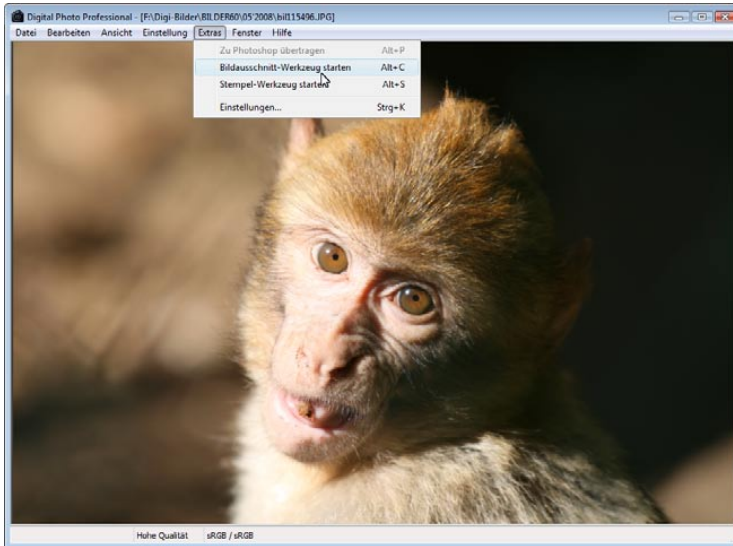 Digital Photo Professional - [F:\Digi-Bilder\BILDER60\05'2008\bil115496.JPG]
Datei Bearbeiten Ansicht Einstellung Extras Fenster Hilfe
Zu Photoshop übertragen Alt+P
Bildausschnitt-Werkzeug starten Alt+C
Stempel-Werkzeug starten Alt+S
Einstellungen... Strg+K
Hohe Qualität sRGB / sRGB